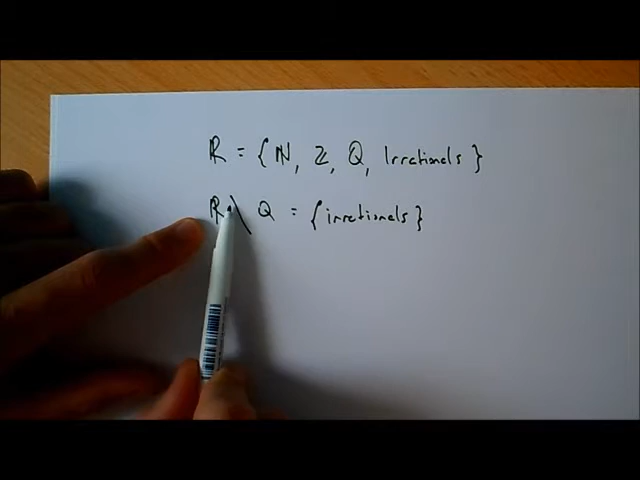 ℝ = {ℕ, ℤ, ℚ, Irrationals}
ℝ \ ℚ = {irrationals}